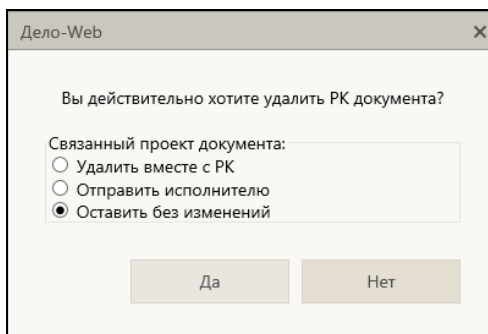 Дело-Web
Вы действительно хотите удалить РК документа?
Связанный проект документа:
Удалить вместе с РК
Отправить исполнителю
Оставить без изменений
Да
Нет